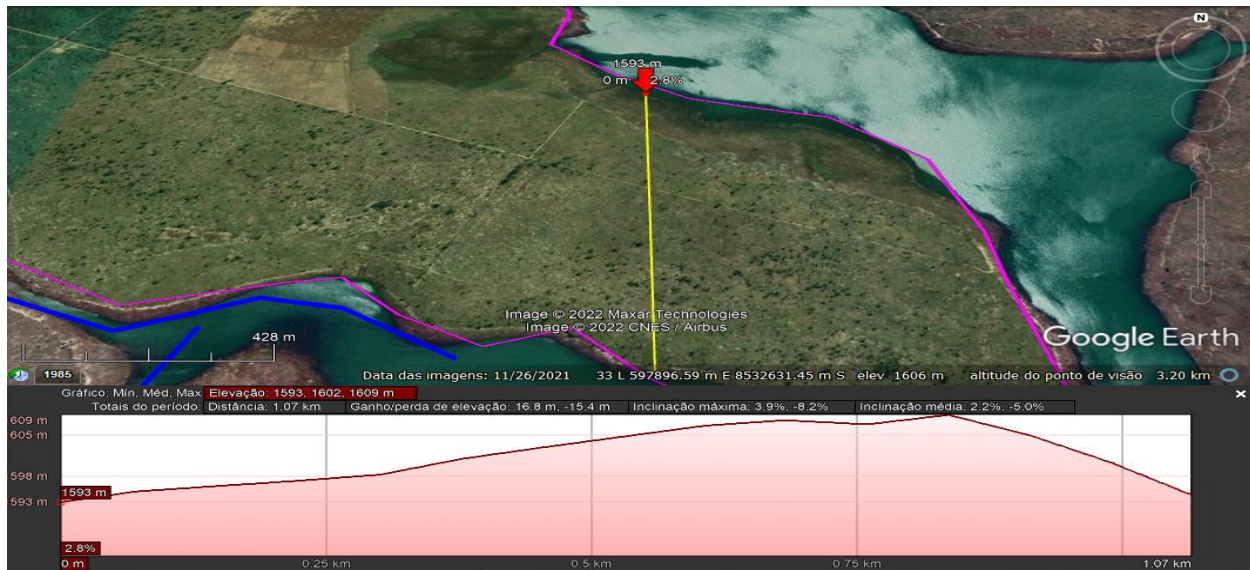 N
1593 m
0 m 2.8%
Image © 2022 Maxar Technologies
Image © 2022 CNES / Airbus
428 m
Google Earth
1985 Data das imagens: 11/26/2021 33 L 597896.59 m E 8532631.45 m S elev 1606 m altitude do ponto de visão 3.20 km
Gráfico: Mín. Méd, Max Elevação: 1593, 1602, 1609 m
Totais do período: Distância: 1.07 km Ganho/perda de elevação: 16.8 m, -15.4 m Inclinação máxima: 3.9%, -8.2% Inclinação média: 2.2%, -5.0%
609 m
605 m
598 m
593 m
1593 m
2.8%
0 m 0.25 km 0.5 km 0.75 km 1.07 km